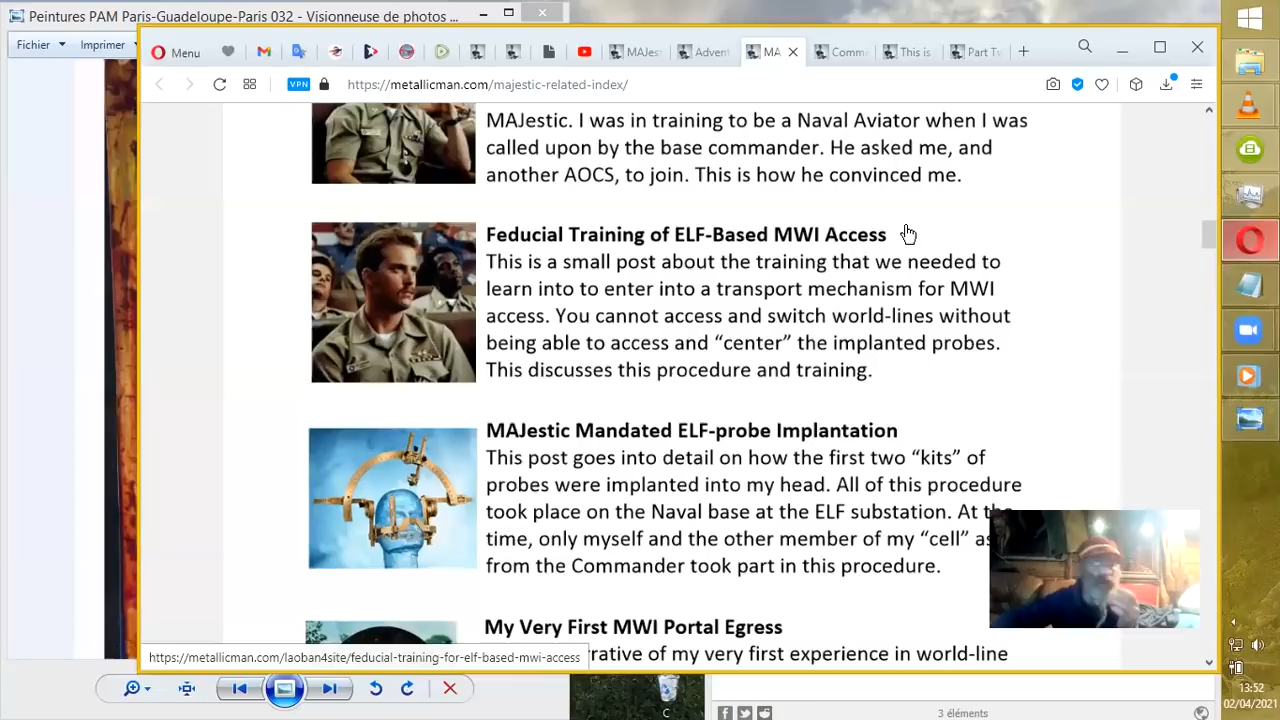 Peintures PAM Paris-Guadeloupe-Paris 032 - Visionneuse de photos ...
Fichier Imprimer
Menu
MAJest
Advent
MA
Comm
This is
Part Tv
VPN https://metallicman.com/majestic-related-index/
MAJestic. I was in training to be a Naval Aviator when I was
called upon by the base commander. He asked me, and
another AOCS, to join. This is how he convinced me.
Feducial Training of ELF-Based MWI Access
This is a small post about the training that we needed to
learn into to enter into a transport mechanism for MWI
access. You cannot access and switch world-lines without
being able to access and “center” the implanted probes.
This discusses this procedure and training.
MAJestic Mandated ELF-probe Implantation
This post goes into detail on how the first two “kits” of
probes were implanted into my head. All of this procedure
took place on the Naval base at the ELF substation. At the
time, only myself and the other member of my “cell” as
from the Commander took part in this procedure.
My Very First MWI Portal Egress
rrative of my very first experience in world-line
https://metallicman.com/laoban4site/feducial-training-for-elf-based-mwi-access
C
3 éléments
13:52
02/04/2021